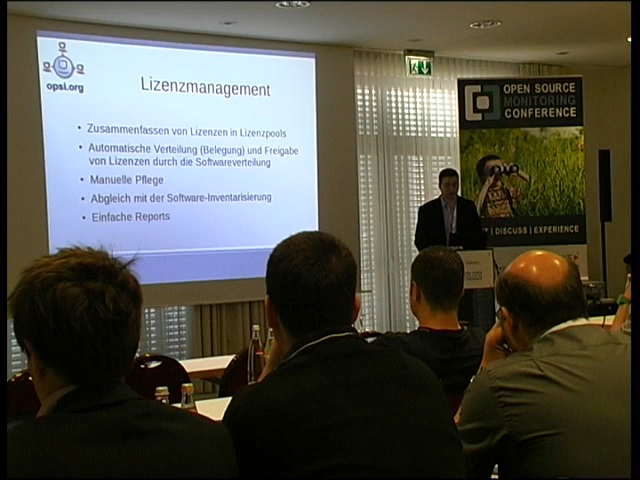 opsi.org
Lizenzmanagement
• Zusammenfassen von Lizenzen in Lizenzpools
• Automatische Verteilung (Belegung) und Freigabe
von Lizenzen durch die Softwareverteilung
• Manuelle Pflege
• Abgleich mit der Software-Inventarisierung
• Einfache Reports
OPEN SOURCE
MONITORING
CONFERENCE
| DISCUSS | EXPERIENCE